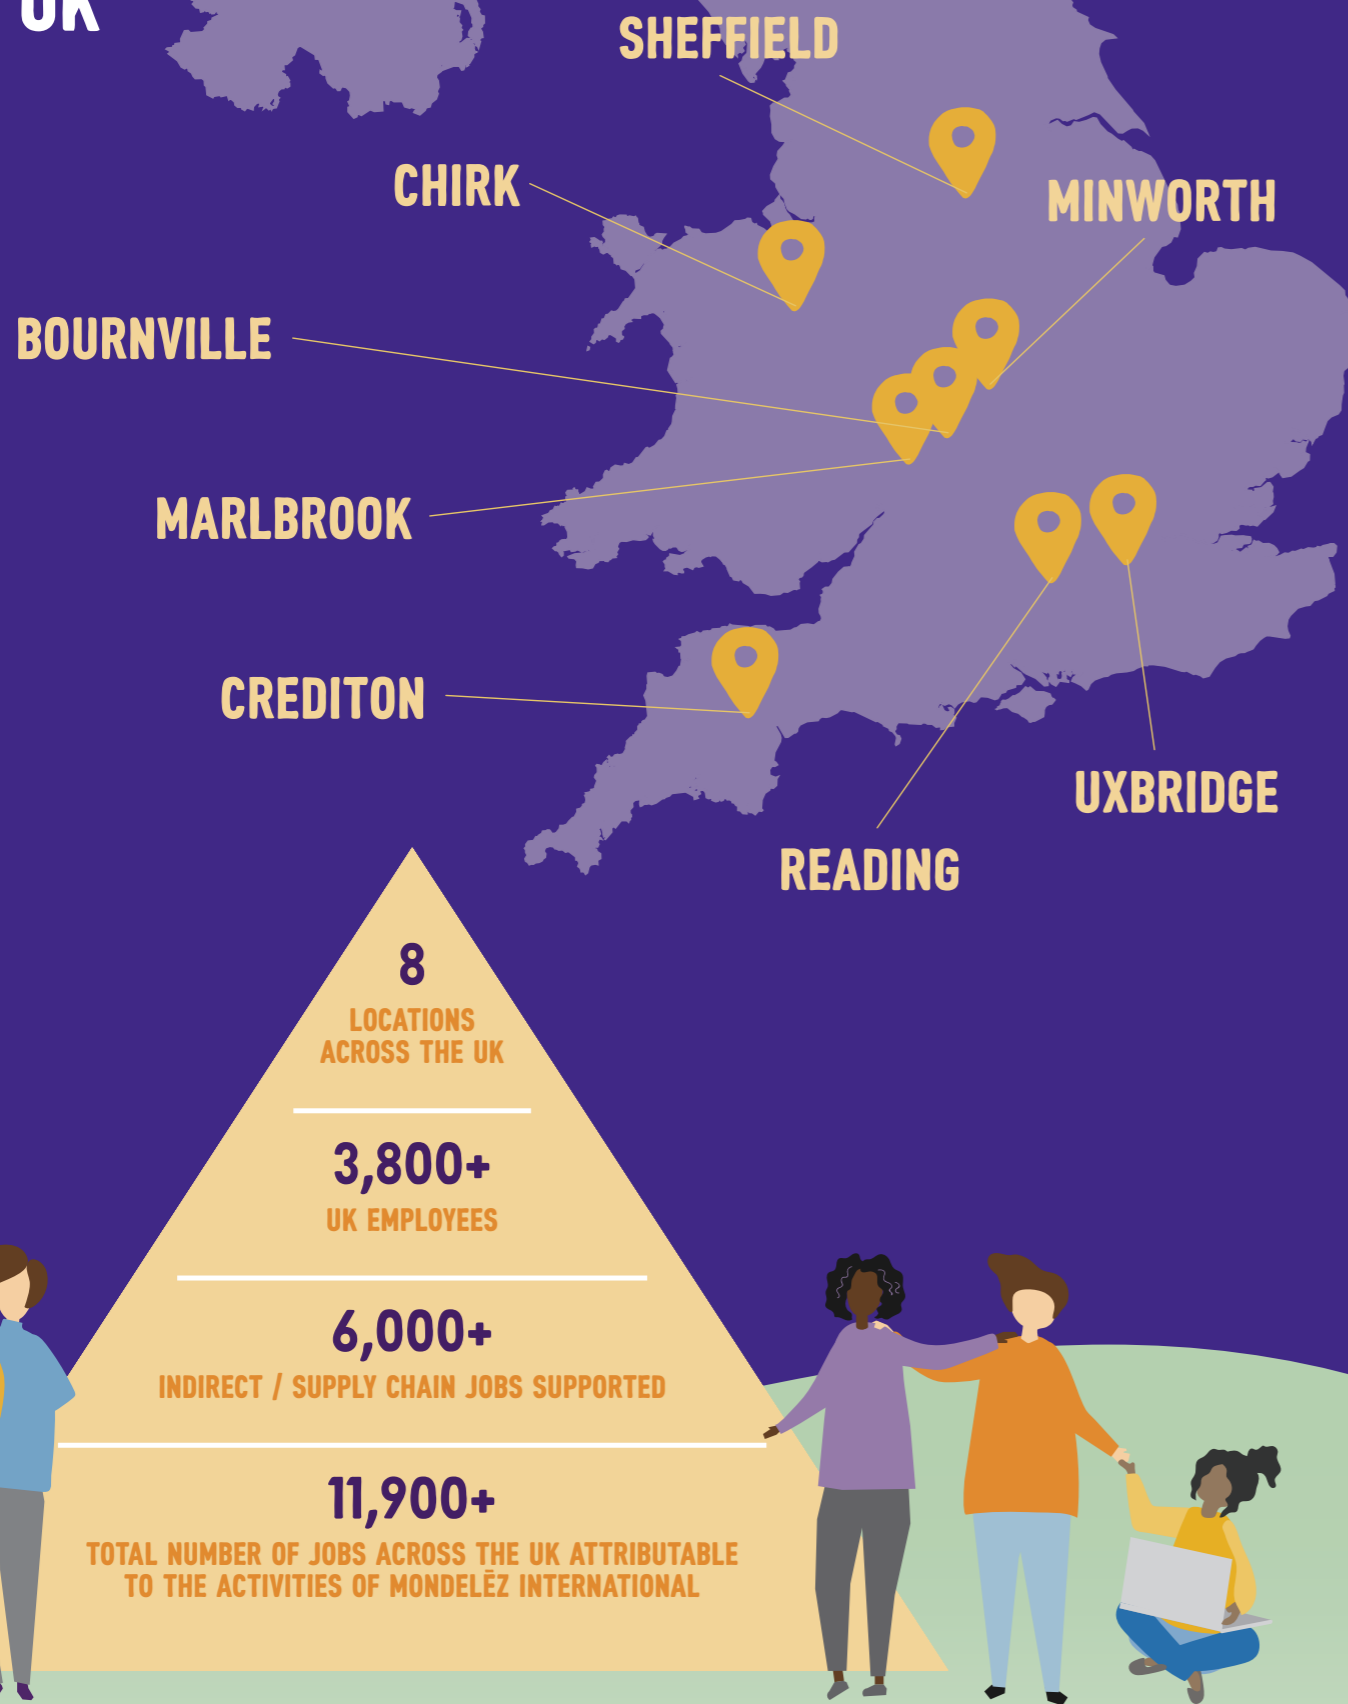 UK
SHEFFIELD
CHIRK
MINWORTH
BOURNVILLE
MARLBROOK
CREDITON
UXBRIDGE
READING
8
LOCATIONS
ACROSS THE UK
3,800+
UK EMPLOYEES
6,000+
INDIRECT / SUPPLY CHAIN JOBS SUPPORTED
11,900+
TOTAL NUMBER OF JOBS ACROSS THE UK ATTRIBUTABLE
TO THE ACTIVITIES OF MONDELĒZ INTERNATIONAL